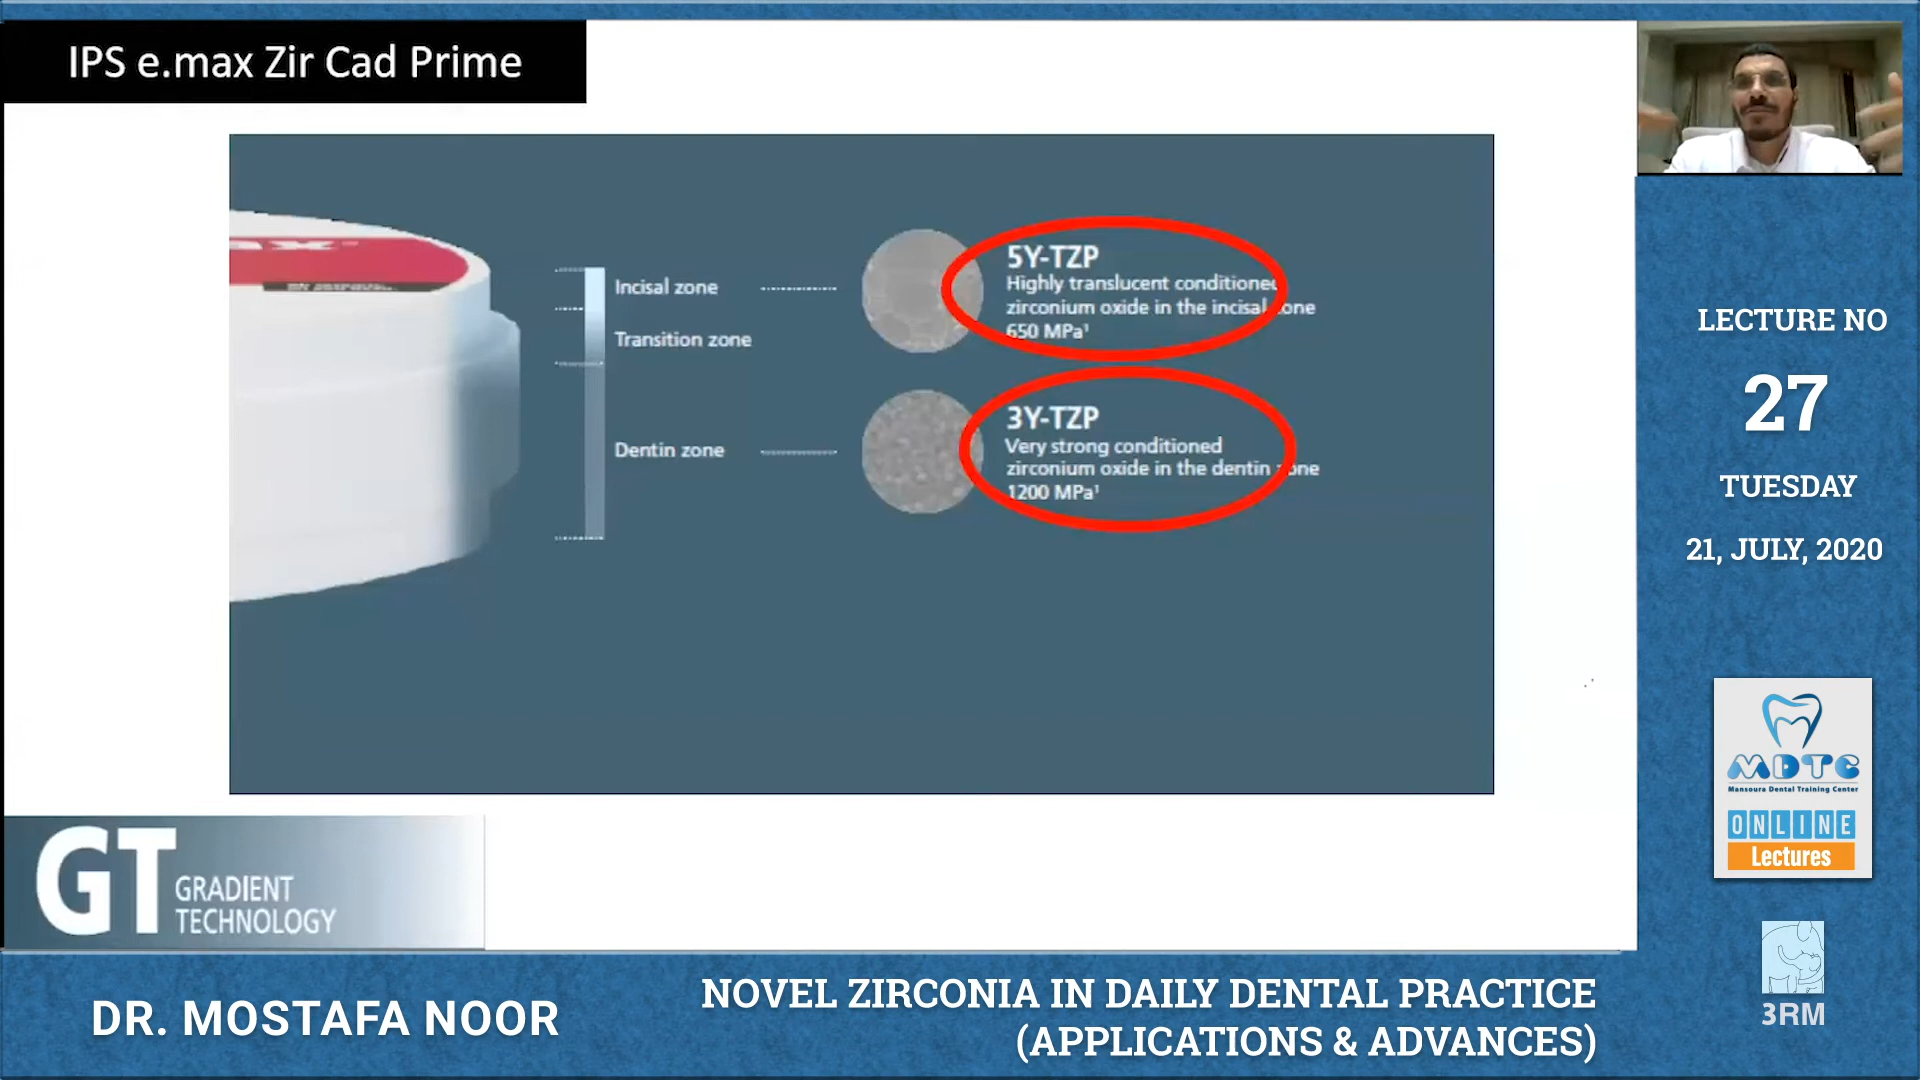 IPS e.max Zir Cad Prime
Incisal zone
Transition zone
Dentin zone
5Y-TZP
Highly translucent conditioned
zirconium oxide in the incisal zone
650 MPa¹
3Y-TZP
Very strong conditioned
zirconium oxide in the dentin zone
1200 MPa¹
GT GRADIENT
TECHNOLOGY
LECTURE NO
27
TUESDAY
21, JULY, 2020
MDTC
Mansoura Dental Training Center
ONLINE
Lectures
3RM
DR. MOSTAFA NOOR
NOVEL ZIRCONIA IN DAILY DENTAL PRACTICE
(APPLICATIONS & ADVANCES)